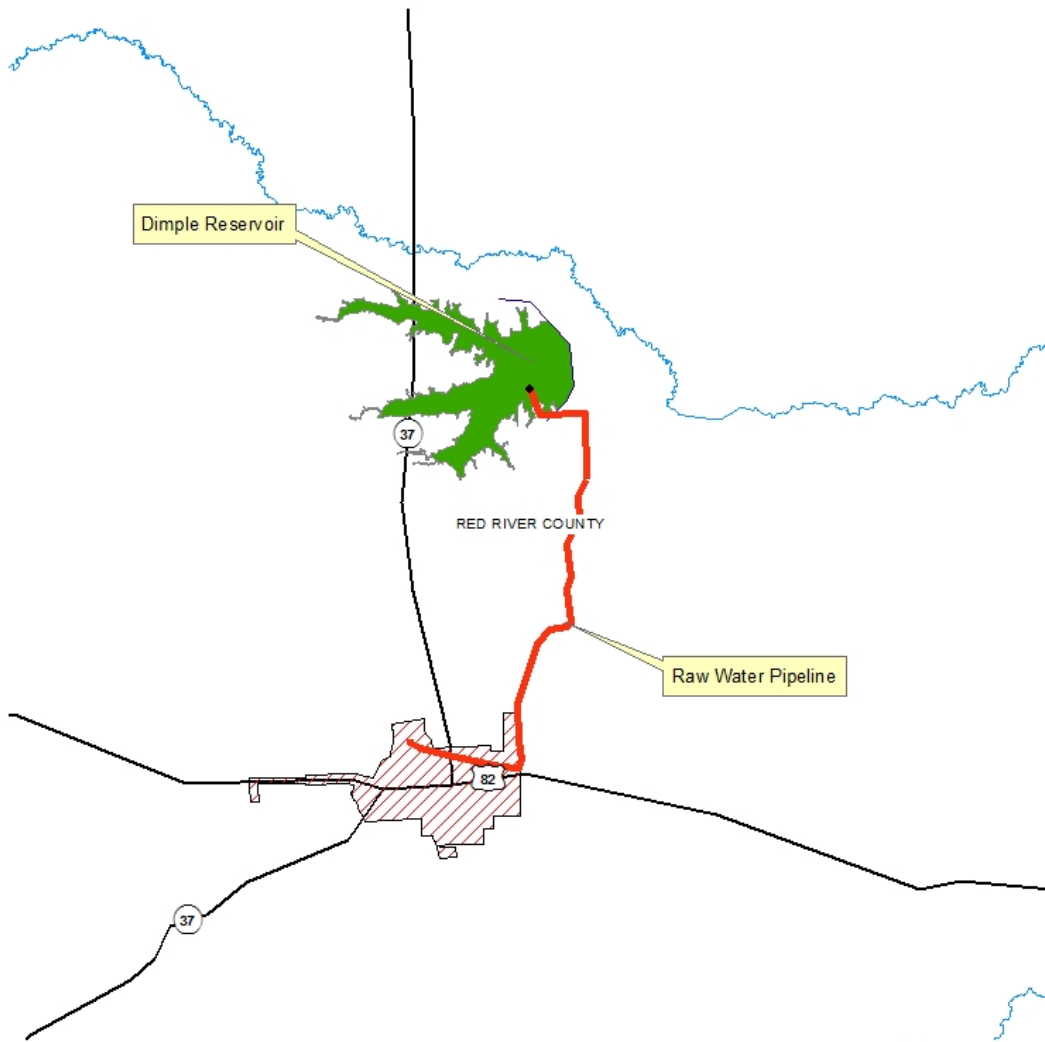 Dimple Reservoir
37
RED RIVER COUNTY
Raw Water Pipeline
82
37